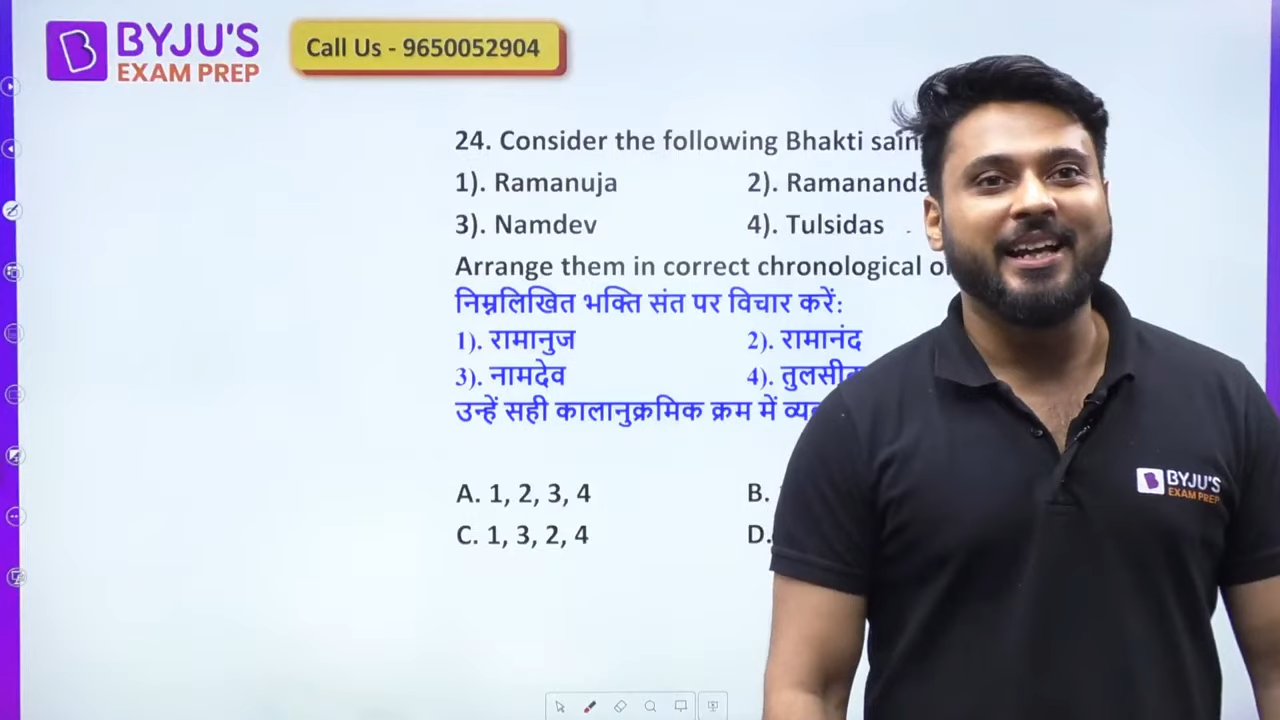 BYJU'S
EXAM PREP
Call Us - 9650052904
24. Consider the following Bhakti
1). Ramanuja 2). Ramananda
3). Namdev 4). Tulsidas
Arrange them in correct chronological
निम्नलिखित भक्ति संत पर विचार करें:
1). रामानुज 2). रामानंद
3). नामदेव 4).
उन्हें सही कालानुक्रमिक क्रम में
A. 1, 2, 3, 4 B.
C. 1, 3, 2, 4 D.
BYJU'S
EXAM PREP